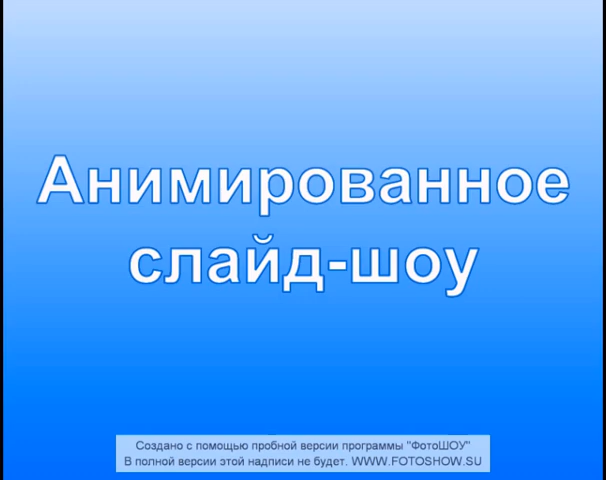 Анимированное
слайд-шоу
Создано с помощью пробной версии программы "ФотоШОУ"
В полной версии этой надписи не будет. WWW.FOTOSHOW.SU